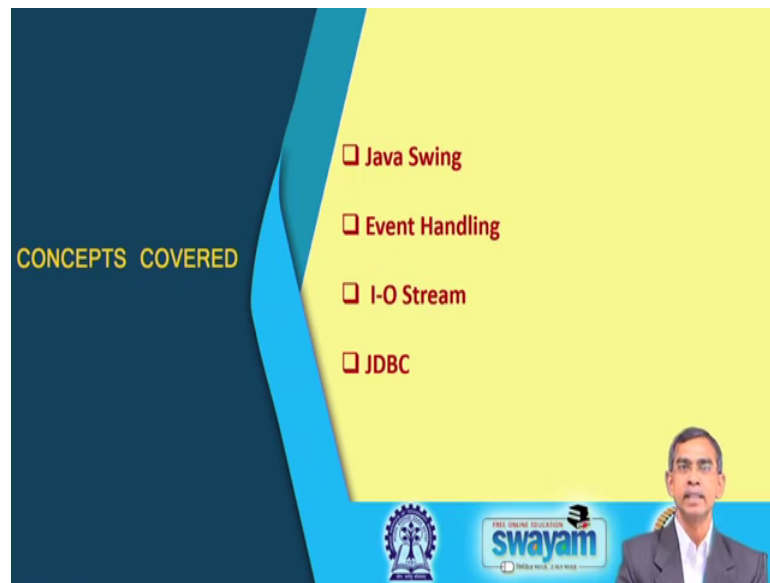 CONCEPTS COVERED
Java Swing
Event Handling
I-O Stream
JDBC
FREE ONLINE EDUCATION
swayam